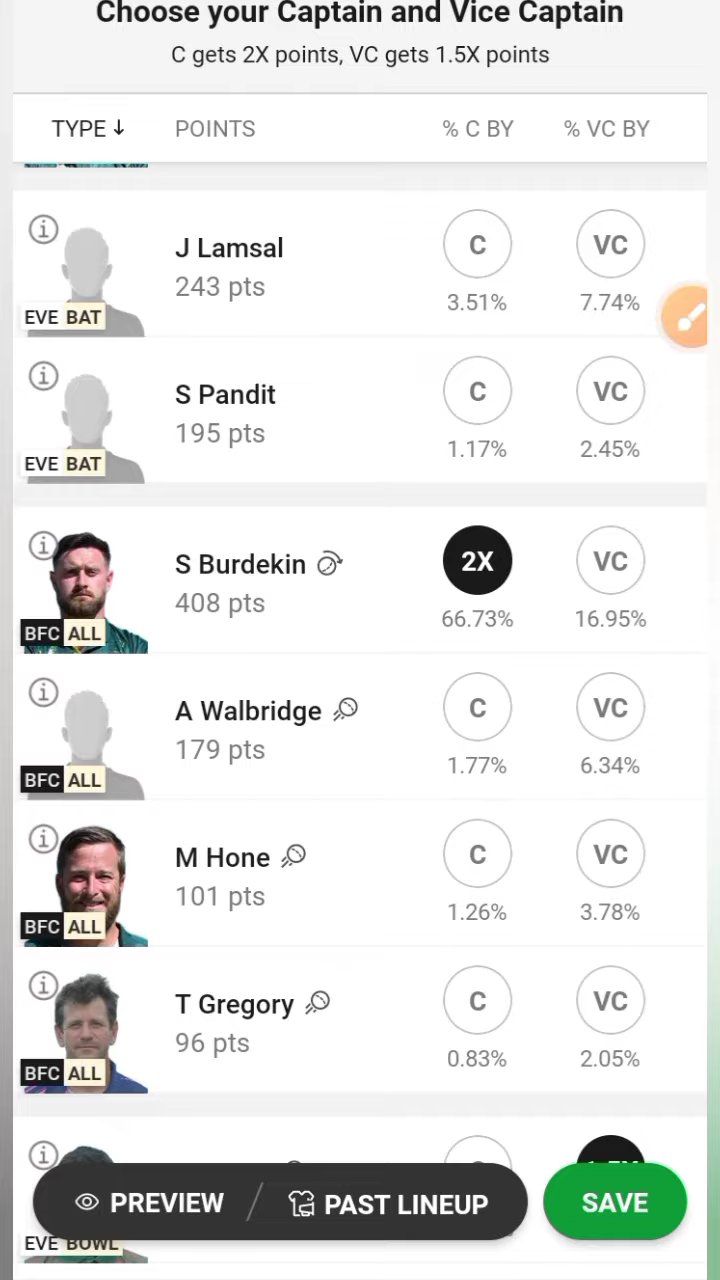 Choose your Captain and Vice Captain
C gets 2X points, VC gets 1.5X points
TYPE ↓ POINTS % C BY % VC BY
J Lamsal C VC
243 pts 3.51% 7.74%
EVE BAT
S Pandit C VC
195 pts 1.17% 2.45%
EVE BAT
S Burdekin 2X VC
408 pts 66.73% 16.95%
BFC ALL
A Walbridge C VC
179 pts 1.77% 6.34%
BFC ALL
M Hone C VC
101 pts 1.26% 3.78%
BFC ALL
T Gregory C VC
96 pts 0.83% 2.05%
BFC ALL
PREVIEW / PAST LINEUP SAVE
EVE BOWL